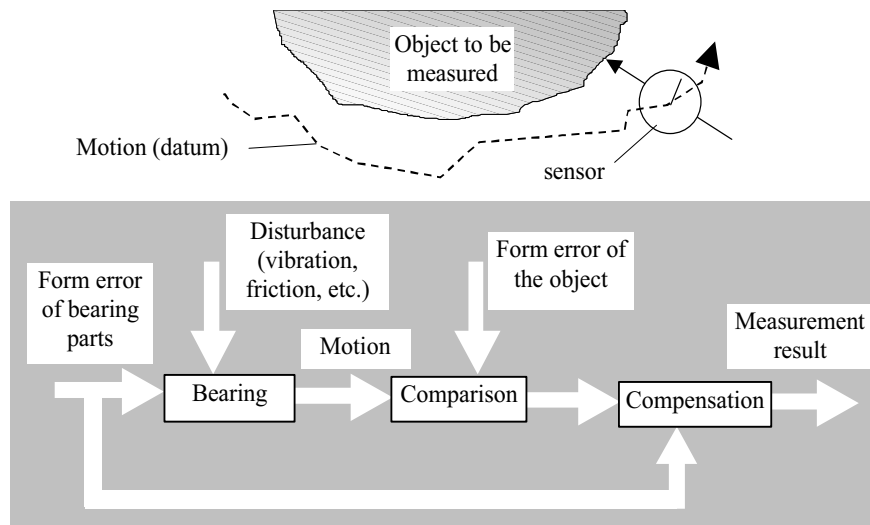 Object to be
measured
Motion (datum)
sensor
Disturbance
(vibration,
friction, etc.)
Form error of
the object
Form error
of bearing
parts
Motion
Measurement
result
Bearing
Comparison
Compensation